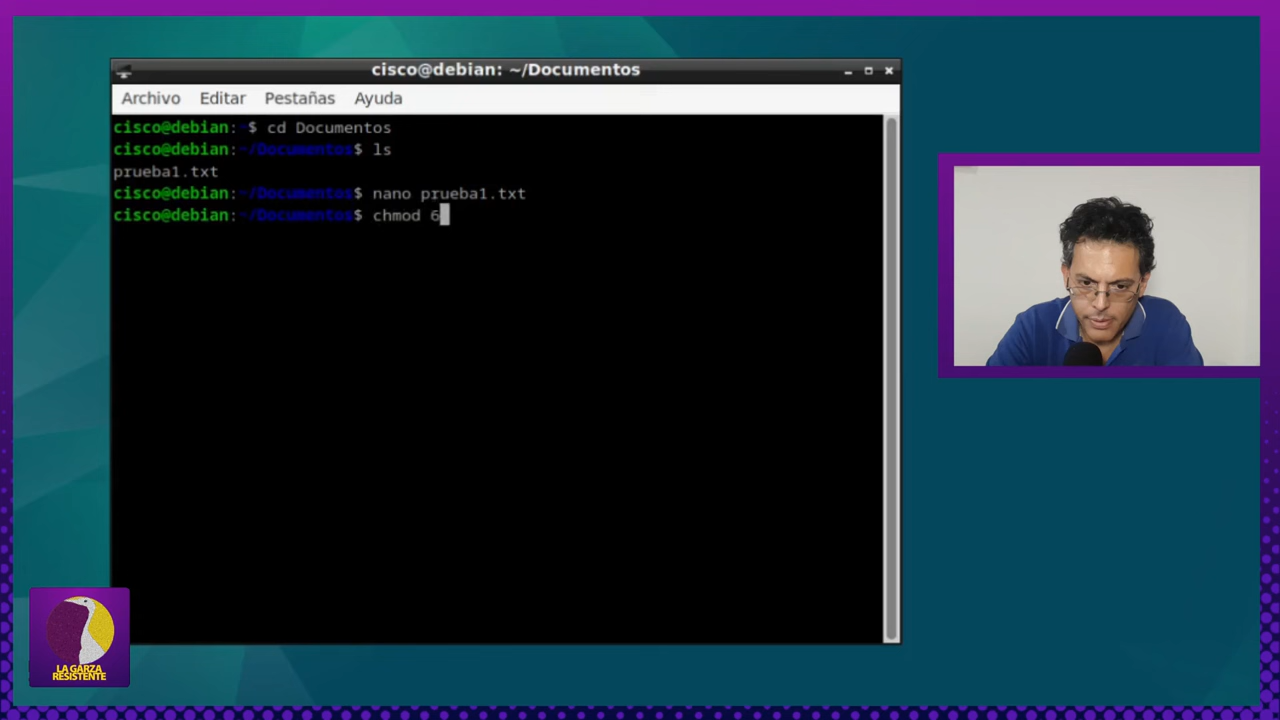 cisco@debian: ~/Documentos
Archivo Editar Pestañas Ayuda
cisco@debian:~$ cd Documentos
cisco@debian:~/Documentos$ ls
prueba1.txt
cisco@debian:~/Documentos$ nano prueba1.txt
cisco@debian:~/Documentos$ chmod 6
LA GARZA
RESISTENTE